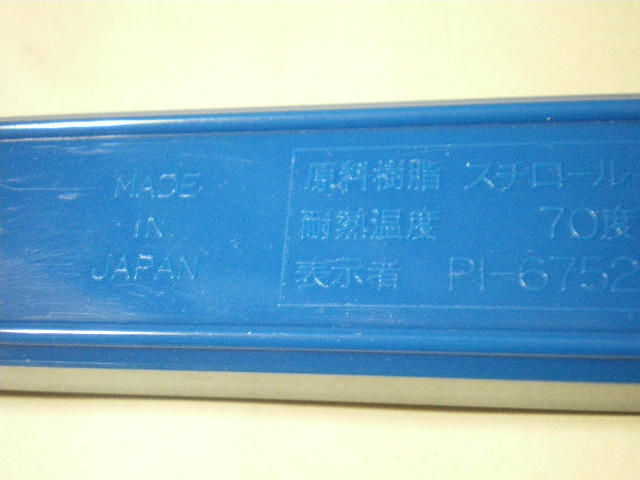 MADE
IN
JAPAN
原料樹脂 スチロール
耐熱温度 70度
表示者 PI-6752